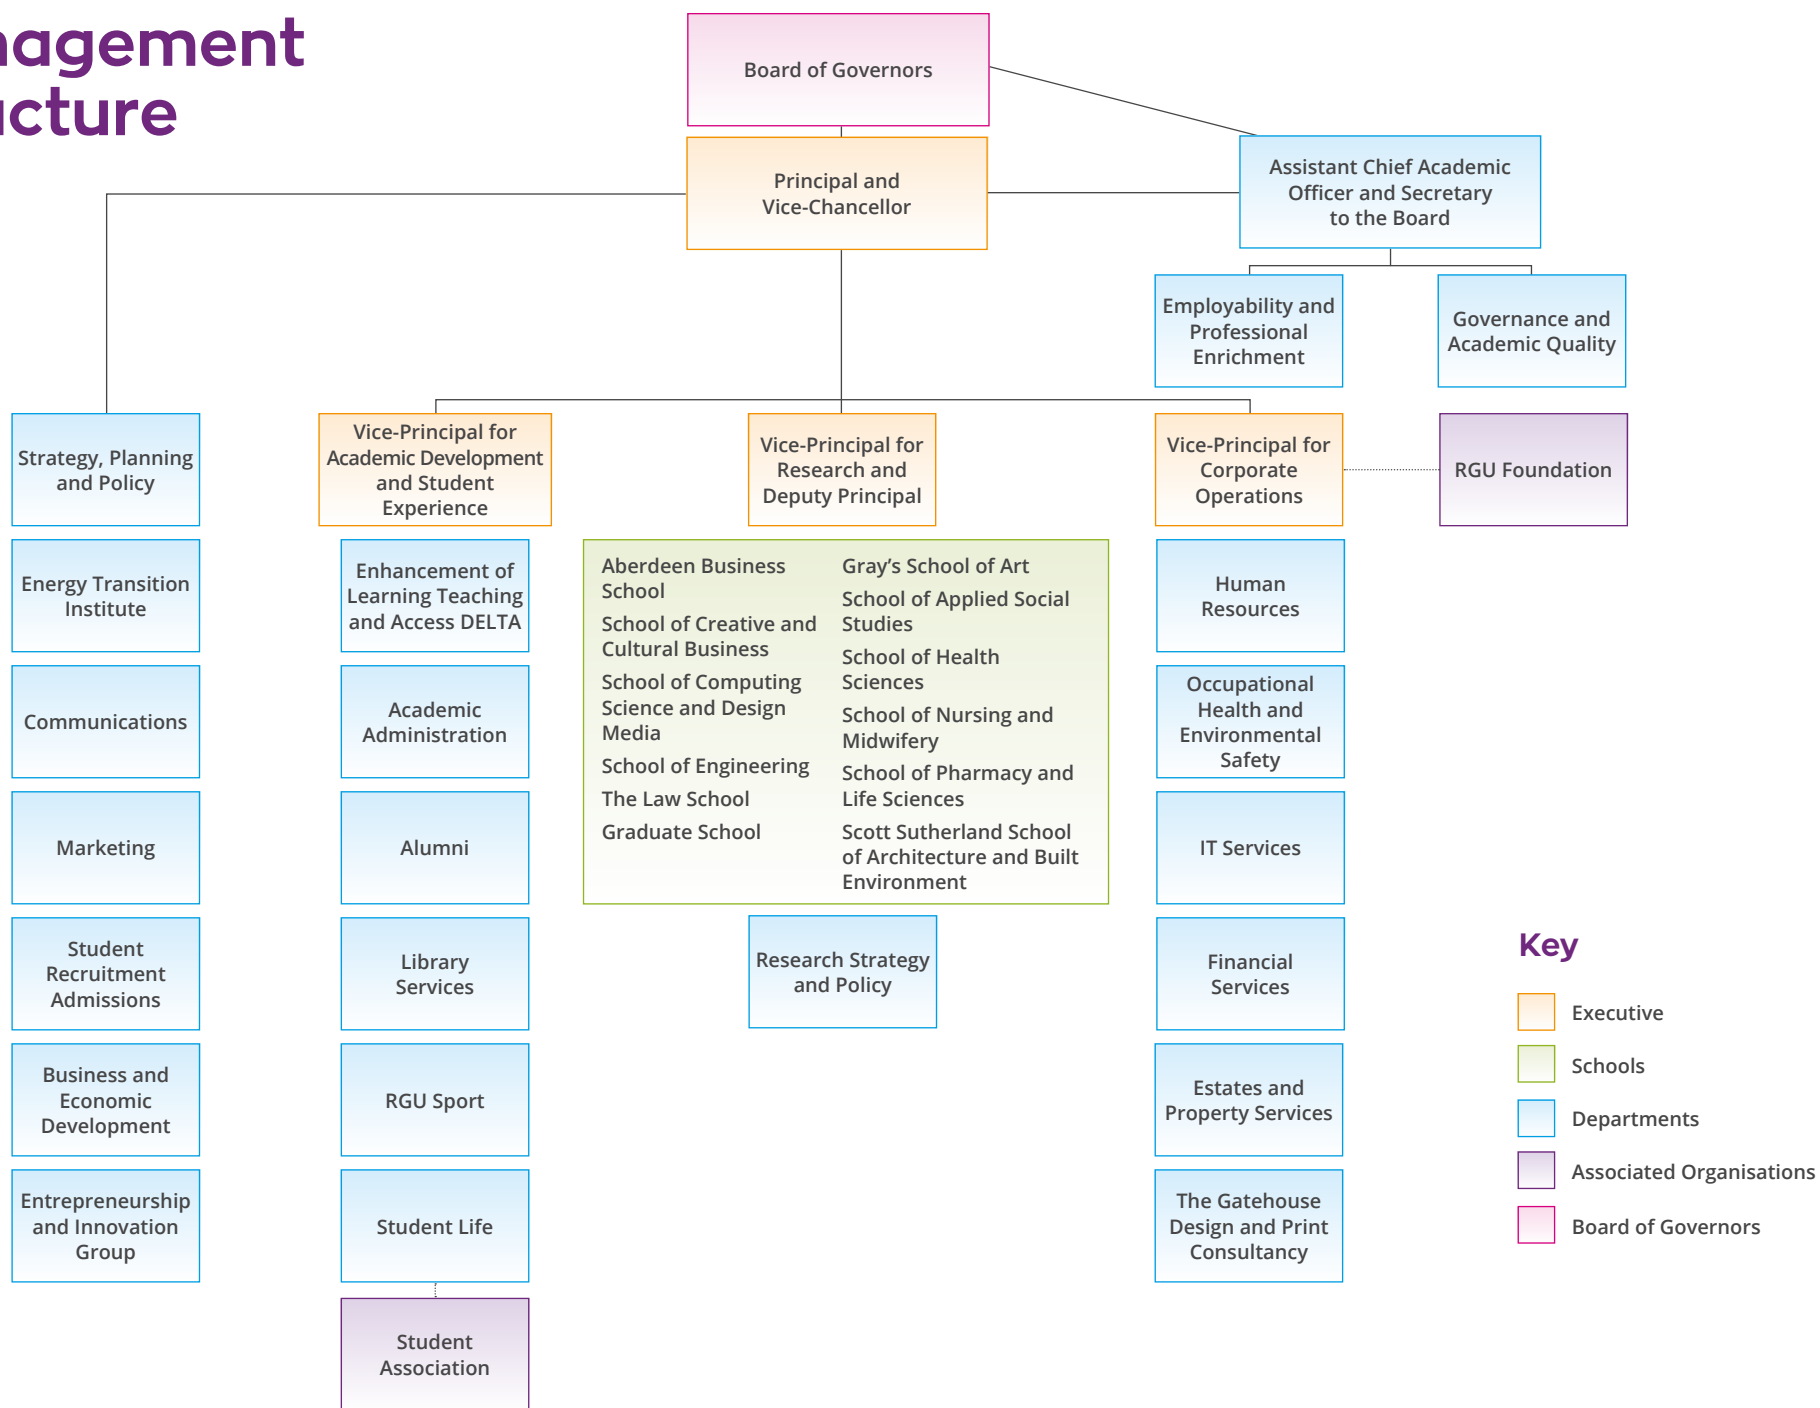 nagement
ucture
Board of Governors
Principal and
Vice-Chancellor
Assistant Chief Academic
Officer and Secretary
to the Board
Employability and
Professional
Enrichment
Governance and
Academic Quality
Strategy, Planning
and Policy
Vice-Principal for
Academic Development
and Student
Experience
Vice-Principal for
Research and
Deputy Principal
Vice-Principal for
Corporate
Operations
RGU Foundation
Energy Transition
Institute
Communications
Marketing
Student
Recruitment
Admissions
Business and
Economic
Development
Entrepreneurship
and Innovation
Group
Enhancement of
Learning Teaching
and Access DELTA
Academic
Administration
Alumni
Library
Services
RGU Sport
Student Life
Student
Association
Aberdeen Business
School
School of Creative and
Cultural Business
School of Computing
Science and Design
Media
School of Engineering
The Law School
Graduate School
Gray's School of Art
School of Applied Social
Studies
School of Health
Sciences
School of Nursing and
Midwifery
School of Pharmacy and
Life Sciences
Scott Sutherland School
of Architecture and Built
Environment
Research Strategy
and Policy
Human
Resources
Occupational
Health and
Environmental
Safety
IT Services
Financial
Services
Estates and
Property Services
The Gatehouse
Design and Print
Consultancy
Key
Executive
Schools
Departments
Associated Organisations
Board of Governors